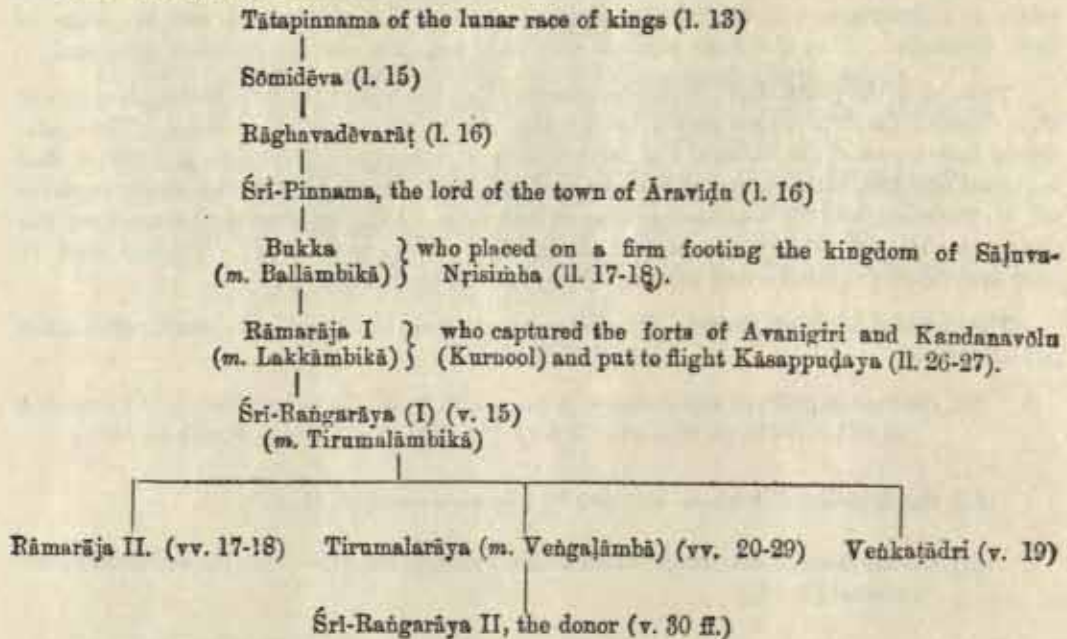 Tātapinnama of the lunar race of kings (l. 13)
Sōmidēva (l. 15)
Rāghavadēvarāṭ (l. 16)
Śrī-Pinnama, the lord of the town of Āravīḍu (l. 16)
Bukka } who placed on a firm footing the kingdom of Sāḷuva-
(m. Ballāmbikā) } Nṛisiṁha (ll. 17-18).
Rāmarāja I } who captured the forts of Avanigiri and Kandanavōlu
(m. Lakkāmbikā) } (Kurnool) and put to flight Kāsappuḍaya (ll. 26-27).
Śrī-Raṅgarāya (I) (v. 15)
(m. Tirumalāmbikā)
Rāmarāja II. (vv. 17-18) Tirumalarāya (m. Veṅgaḷāmbā) (vv. 20-29) Veṅkaṭādri (v. 19)
Śrī-Raṅgarāya II, the donor (v. 30 ff.)